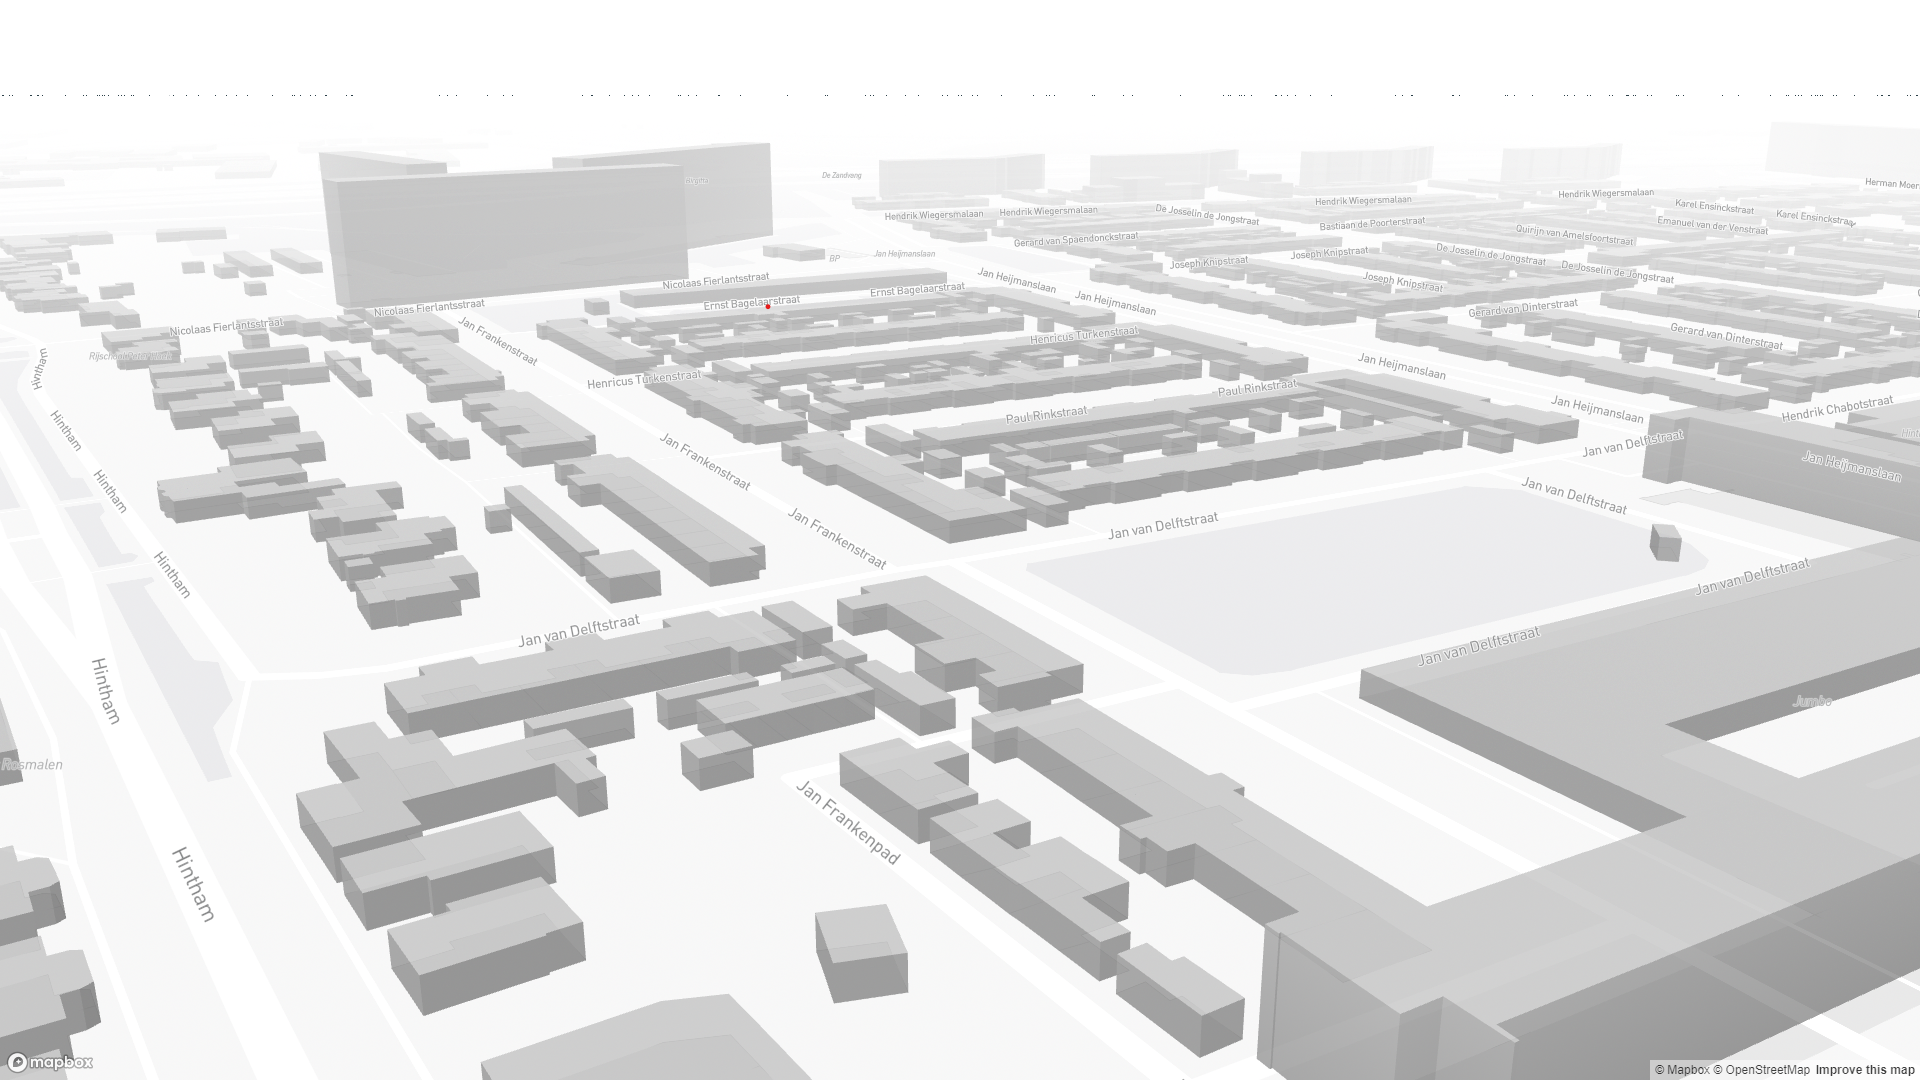 De Zandvang
Herman Moer
Hendrik Wiegersmalaan
Hendrik Wiegersmalaan
Karel Ensinckstraat
Hendrik Wiegersmalaan
Hendrik Wiegersmalaan
De Josselin de Jongstraat
Karel Ensinckstraat
Bastiaan de Poorterstraat
Emanuel van der Venstraat
Gerard van Spaendonckstraat
Quirijn van Amelsfoortstraat
BP
Jan Heijmanslaan
Joseph Knipstraat
Joseph Knipstraat
De Josselin de Jongstraat
De Josselin de Jongstraat
Nicolaas Fierlantsstraat
Jan Heijmanslaan
Joseph Knipstraat
Ernst Bagelaarstraat
Ernst Bagelaarstraat
Jan Heijmanslaan
Nicolaas Fierlantsstraat
Gerard van Dinterstraat
Nicolaas Fierlantsstraat
Jan Frankenstraat
Henricus Turkenstraat
Gerard van Dinterstraat
Hintham
Jan Heijmanslaan
Henricus Turkenstraat
Paul Rinkstraat
Paul Rinkstraat
Jan Heijmanslaan
Hendrik Chabotstraat
Hintham
Jan van Delftstraat
Jan Frankenstraat
Jan Heijmanslaan
Hintham
Jan van Delftstraat
Jan van Delftstraat
Jan Frankenstraat
Hintham
Jan van Delftstraat
Jan van Delftstraat
Jan van Delftstraat
Hintham
Jumbo
Rosmalen
Jan Frankenpad
Hintham
mapbox
© Mapbox © OpenStreetMap Improve this map